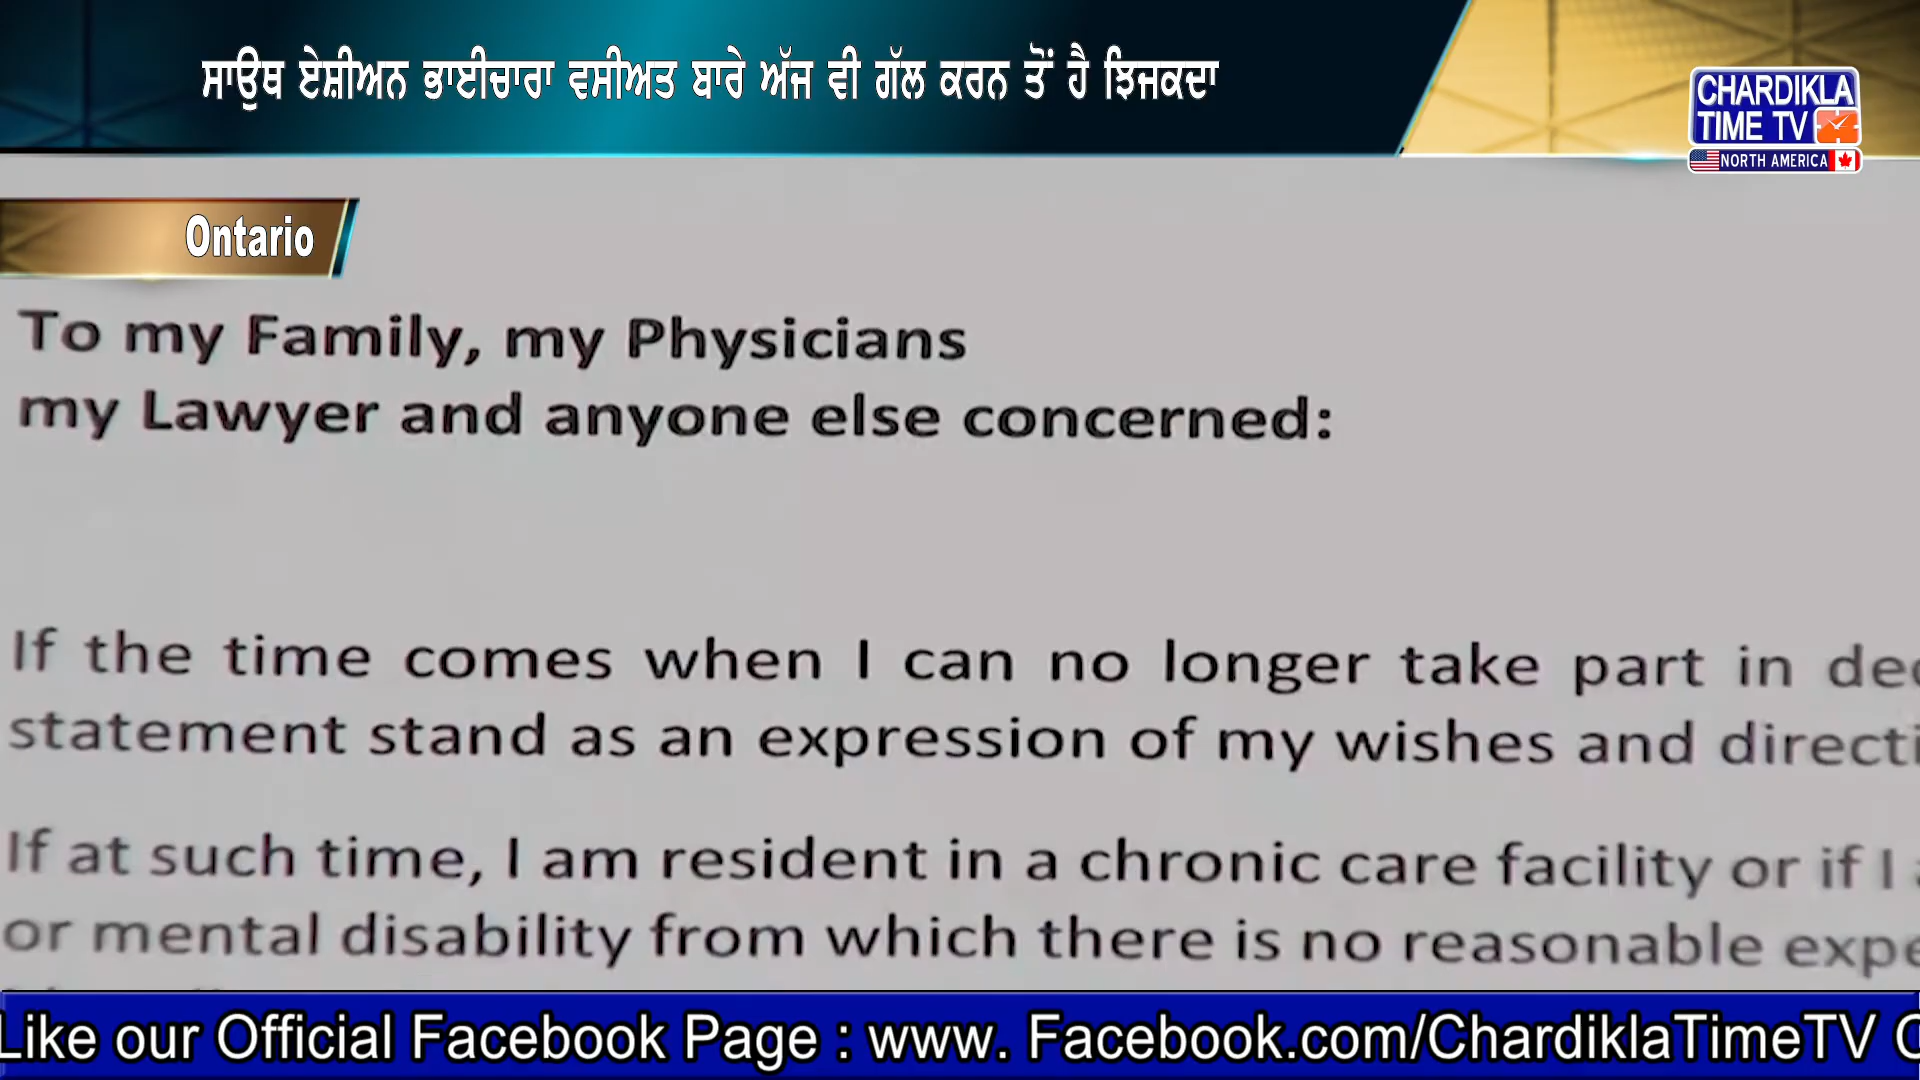 ਸਾਊਥ ਏਸ਼ੀਅਨ ਭਾਈਚਾਰਾ ਵਸੀਅਤ ਬਾਰੇ ਅੱਜ ਵੀ ਗੱਲ ਕਰਨ ਤੋਂ ਹੈ ਝਿਜਕਦਾ
CHARDIKLA
TIME TV
NORTH AMERICA
Ontario
To my Family, my Physicians
my Lawyer and anyone else concerned:
If the time comes when I can no longer take part in dec
statement stand as an expression of my wishes and directi
If at such time, I am resident in a chronic care facility or if I
or mental disability from which there is no reasonable expe
Like our Official Facebook Page : www. Facebook.com/ChardiklaTimeTV